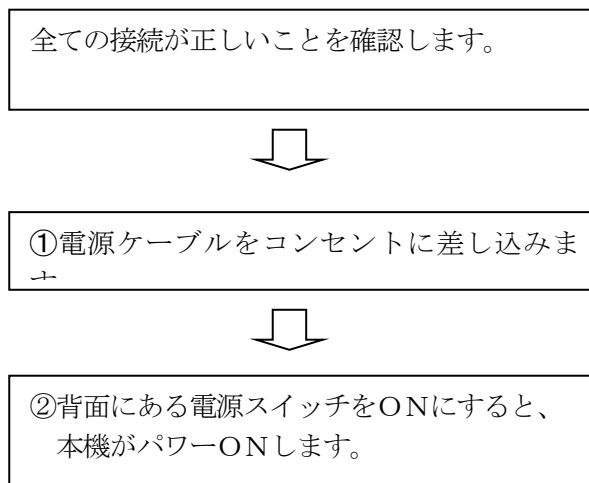 全ての接続が正しいことを確認します。
①電源ケーブルをコンセントに差し込みま
す
②背面にある電源スイッチをＯＮにすると、
本機がパワーＯＮします。